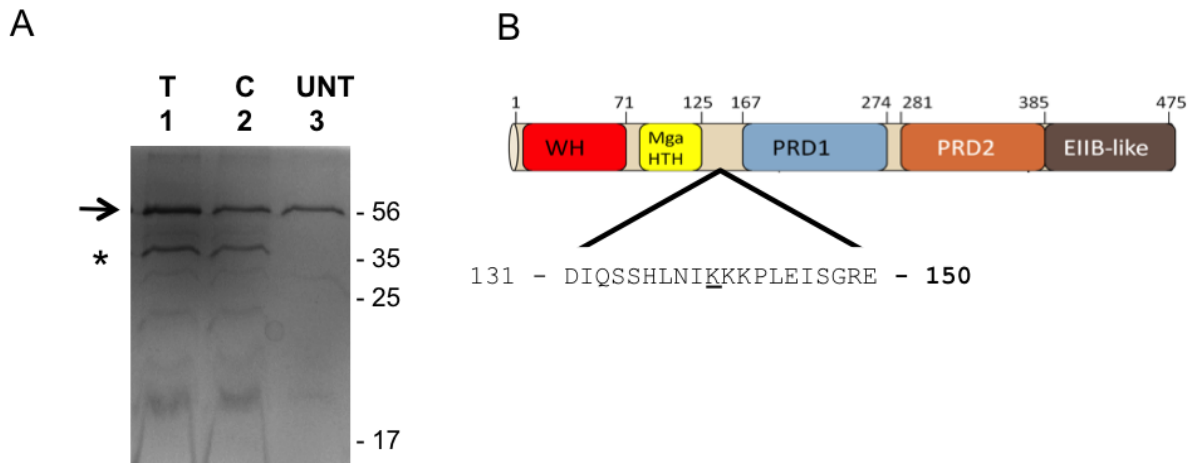 A
B
T C UNT
1 2 3
- 56
- 35
- 25
- 17
*
1 71 125 167 274 281 385 475
WH Mga HTH PRD1 PRD2 EIIB-like
131 - DIQSSHLNIKKKPLEISGRE - 150